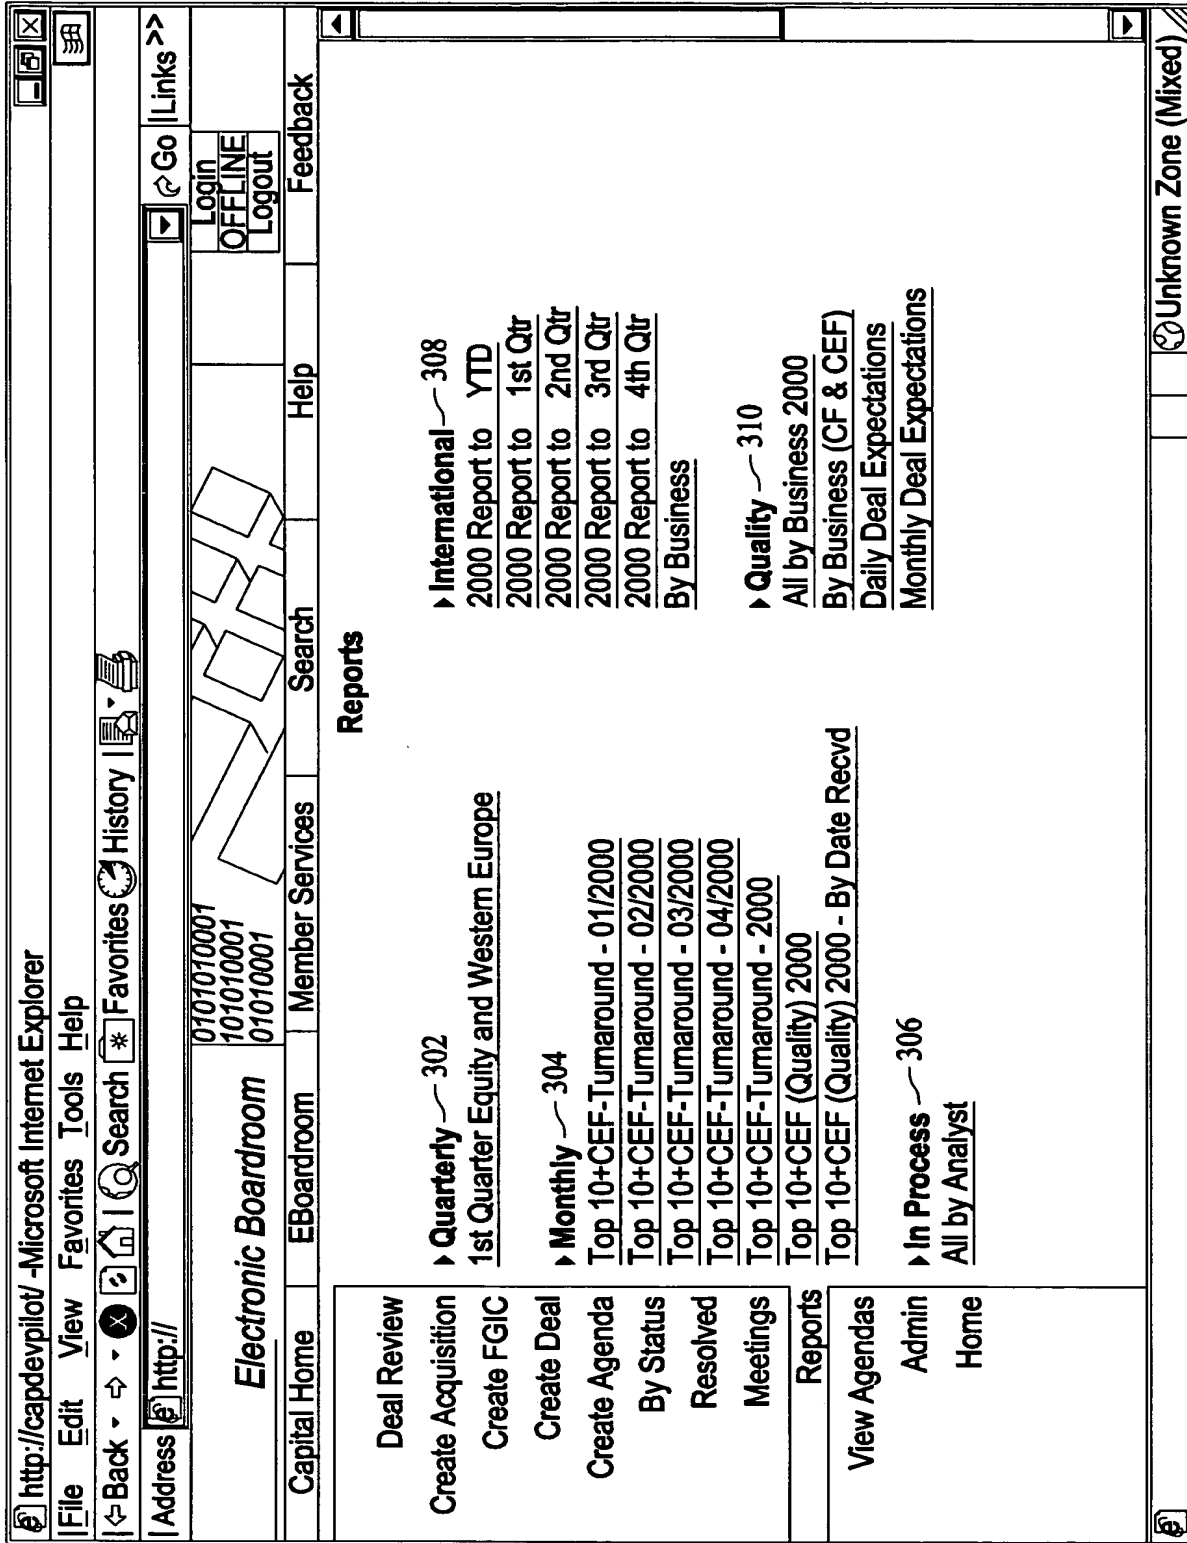 http://capdevpilot/ -Microsoft Internet Explorer
File Edit View Favorites Tools Help
Back Search Favorites History
Address http:// Go Links >>
Electronic Boardroom
0101010001
101010001
01010001
Login
OFFLINE
Logout
Capital Home EBoardroom Member Services Search Help Feedback
Deal Review
Create Acquisition
Create FGIC
Create Deal
Create Agenda
By Status
Resolved
Meetings
Reports
View Agendas
Admin
Home
Reports
Quarterly 302
1st Quarter Equity and Western Europe
Monthly 304
Top 10+CEF-Turnaround - 01/2000
Top 10+CEF-Turnaround - 02/2000
Top 10+CEF-Turnaround - 03/2000
Top 10+CEF-Turnaround - 04/2000
Top 10+CEF-Turnaround - 2000
Top 10+CEF (Quality) 2000
Top 10+CEF (Quality) 2000 - By Date Recvd
In Process 306
All by Analyst
International 308
2000 Report to YTD
2000 Report to 1st Qtr
2000 Report to 2nd Qtr
2000 Report to 3rd Qtr
2000 Report to 4th Qtr
By Business
Quality 310
All by Business 2000
By Business (CF & CEF)
Daily Deal Expectations
Monthly Deal Expectations
Unknown Zone (Mixed)